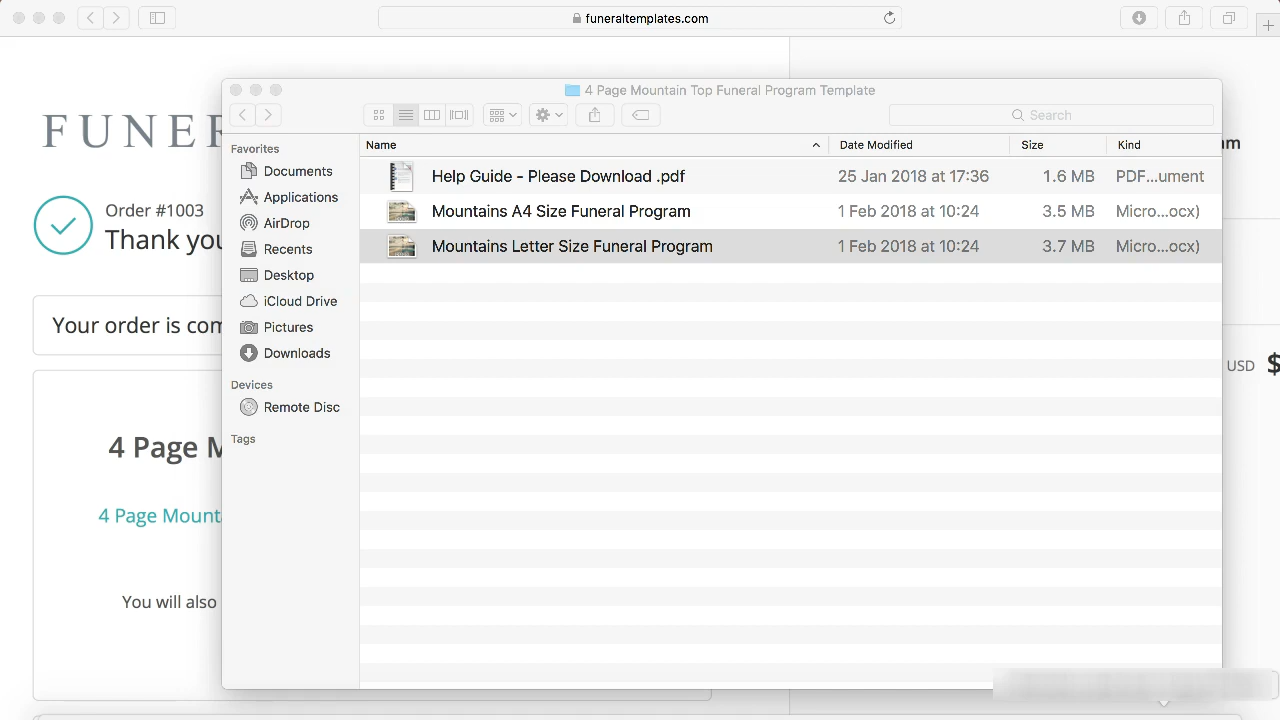 funeraltemplates.com
FUNER
Order #1003
Thank you
Your order is com
4 Page M
4 Page Mount
You will also
USD $
4 Page Mountain Top Funeral Program Template
Search
Favorites
Documents
Applications
AirDrop
Recents
Desktop
iCloud Drive
Pictures
Downloads
Devices
Remote Disc
Tags
Name Date Modified Size Kind
Help Guide - Please Download .pdf 25 Jan 2018 at 17:36 1.6 MB PDF...ument
Mountains A4 Size Funeral Program 1 Feb 2018 at 10:24 3.5 MB Micro...ocx)
Mountains Letter Size Funeral Program 1 Feb 2018 at 10:24 3.7 MB Micro...ocx)